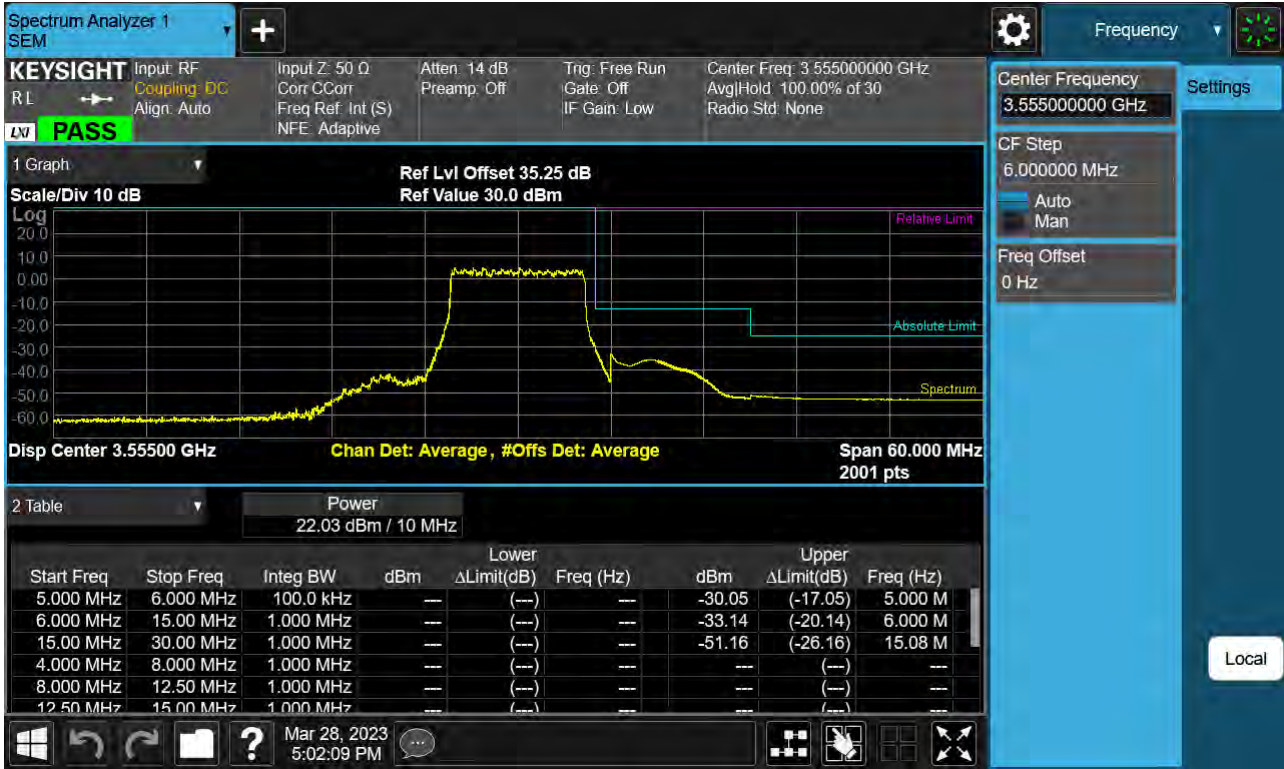 Spectrum Analyzer 1
SEM
+
Frequency
KEYSIGHT
RL
LXI
PASS
Input: RF
Coupling: DC
Align: Auto
Input Z: 50 Ω
Corr CCorr
Freq Ref: Int (S)
NFE: Adaptive
Atten: 14 dB
Preamp: Off
Trig: Free Run
Gate: Off
IF Gain: Low
Center Freq: 3.555000000 GHz
Avg|Hold: 100.00% of 30
Radio Std: None
Center Frequency
3.555000000 GHz
Settings
CF Step
6.000000 MHz
Auto
Man
Freq Offset
0 Hz
Local
1 Graph
Ref Lvl Offset 35.25 dB
Scale/Div 10 dB
Ref Value 30.0 dBm
Log
20.0
10.0
0.00
-10.0
-20.0
-30.0
-40.0
-50.0
-60.0
Relative Limit
Absolute Limit
Spectrum
Disp Center 3.55500 GHz
Chan Det: Average, #Offs Det: Average
Span 60.000 MHz
2001 pts
2 Table
Power
22.03 dBm / 10 MHz
Lower Upper
Start Freq Stop Freq Integ BW dBm ΔLimit(dB) Freq (Hz) dBm ΔLimit(dB) Freq (Hz)
5.000 MHz 6.000 MHz 100.0 kHz --- (---) --- -30.05 (-17.05) 5.000 M
6.000 MHz 15.00 MHz 1.000 MHz --- (---) --- -33.14 (-20.14) 6.000 M
15.00 MHz 30.00 MHz 1.000 MHz --- (---) --- -51.16 (-26.16) 15.08 M
4.000 MHz 8.000 MHz 1.000 MHz --- (---) --- --- (---) ---
8.000 MHz 12.50 MHz 1.000 MHz --- (---) --- --- (---) ---
12.50 MHz 15.00 MHz 1.000 MHz --- (---) --- --- (---) ---
?
Mar 28, 2023
5:02:09 PM